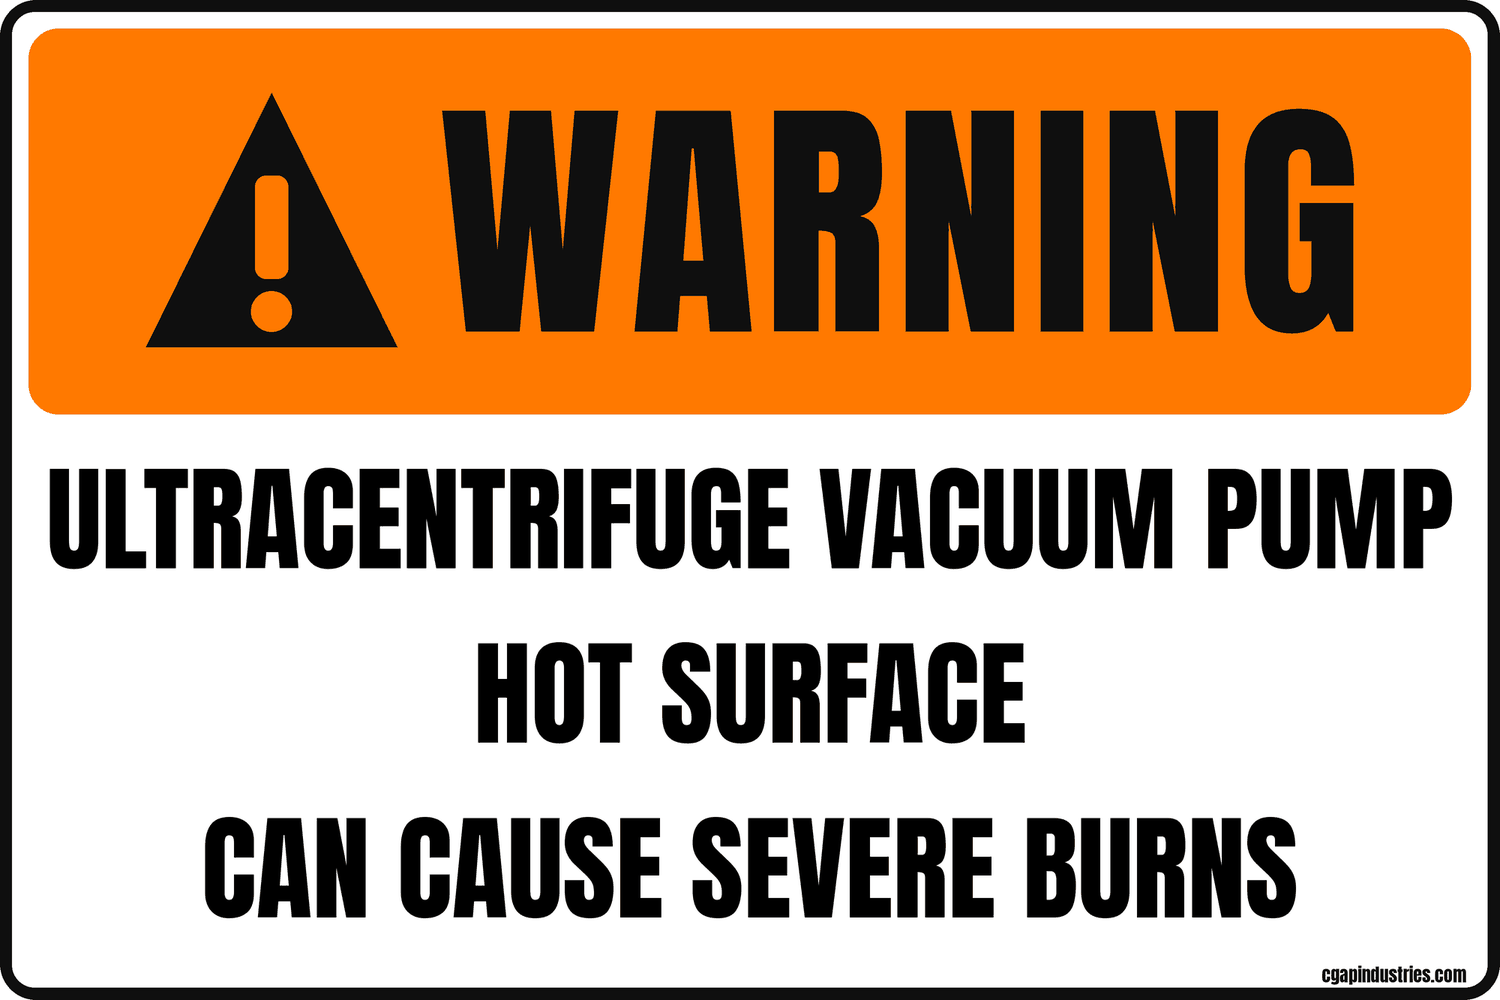 WARNING
ULTRACENTRIFUGE VACUUM PUMP
HOT SURFACE
CAN CAUSE SEVERE BURNS
cgapindustries.com